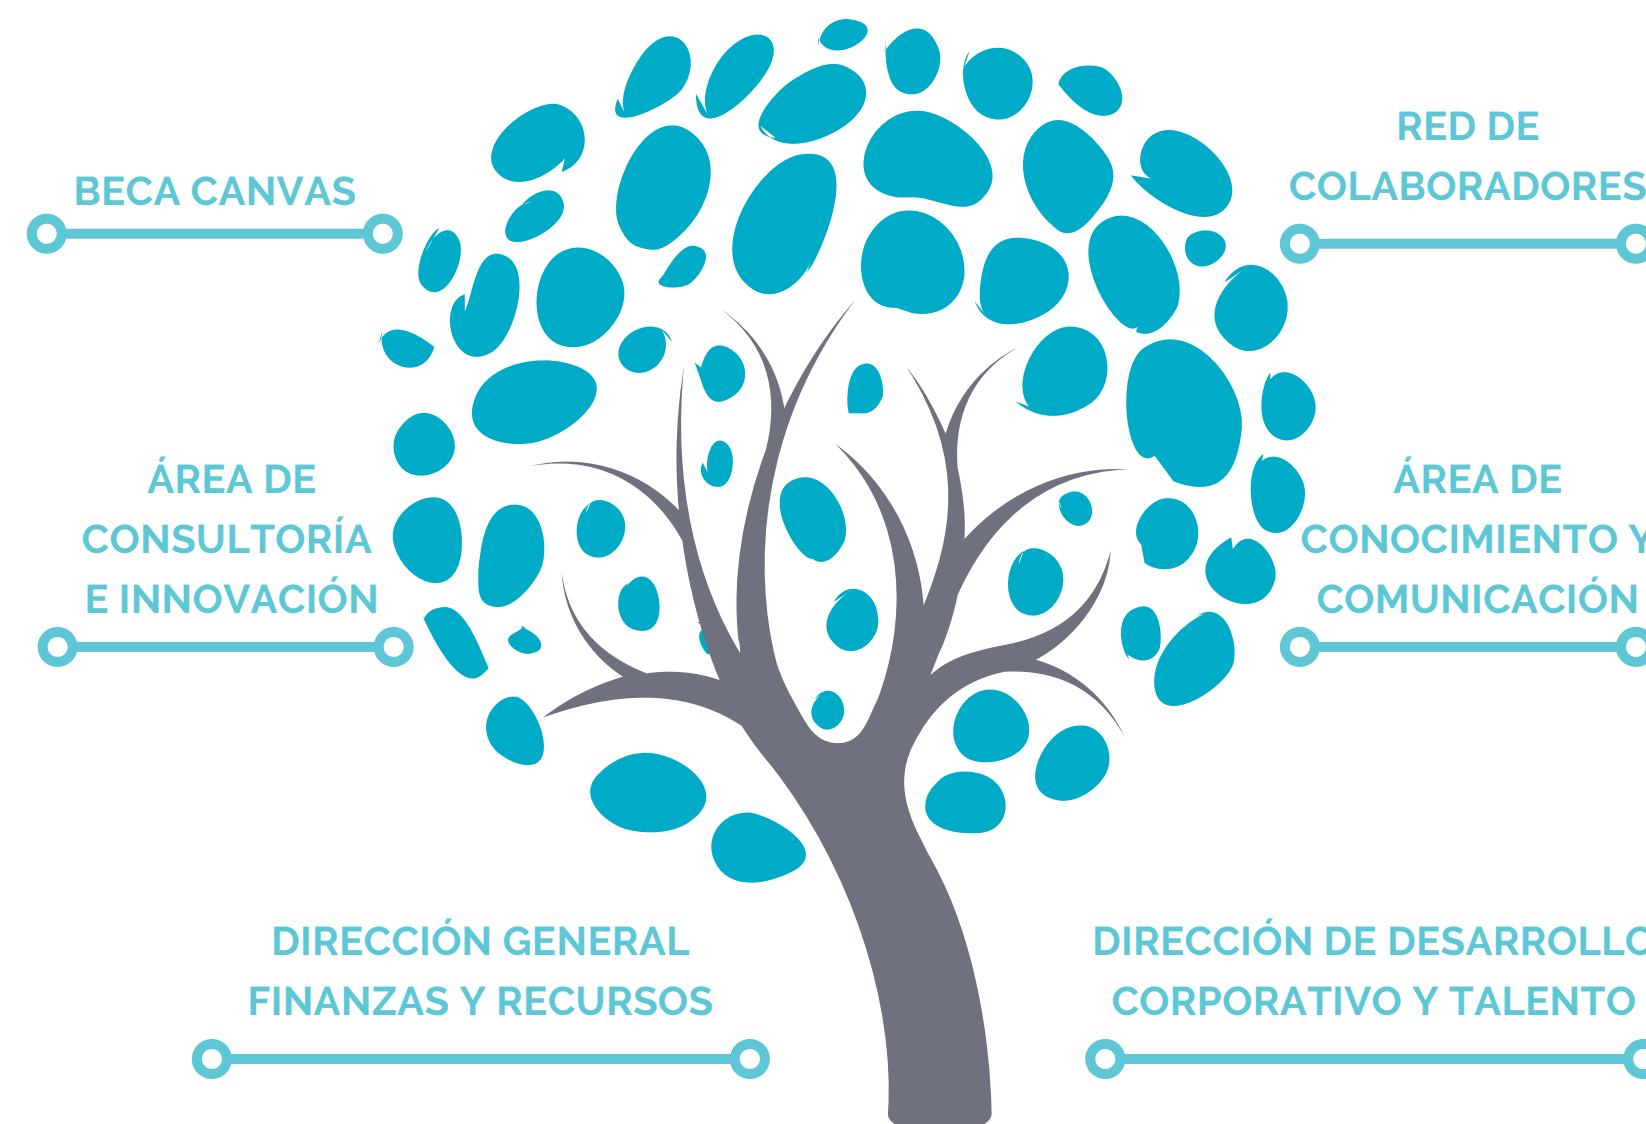 BECA CANVAS
RED DE
COLABORADORES
ÁREA DE
CONSULTORÍA
E INNOVACIÓN
ÁREA DE
CONOCIMIENTO Y
COMUNICACIÓN
DIRECCIÓN GENERAL
FINANZAS Y RECURSOS
DIRECCIÓN DE DESARROLLO
CORPORATIVO Y TALENTO